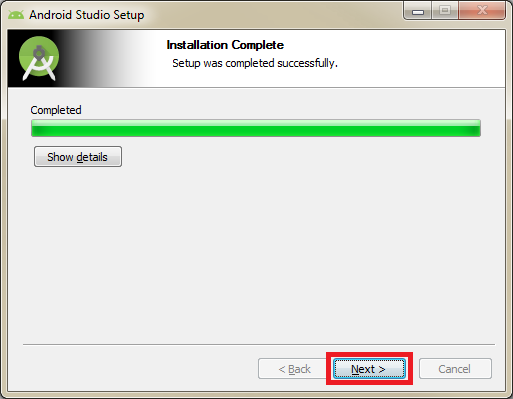 Android Studio Setup
Installation Complete
Setup was completed successfully.
Completed
Show details
< Back
Next >
Cancel